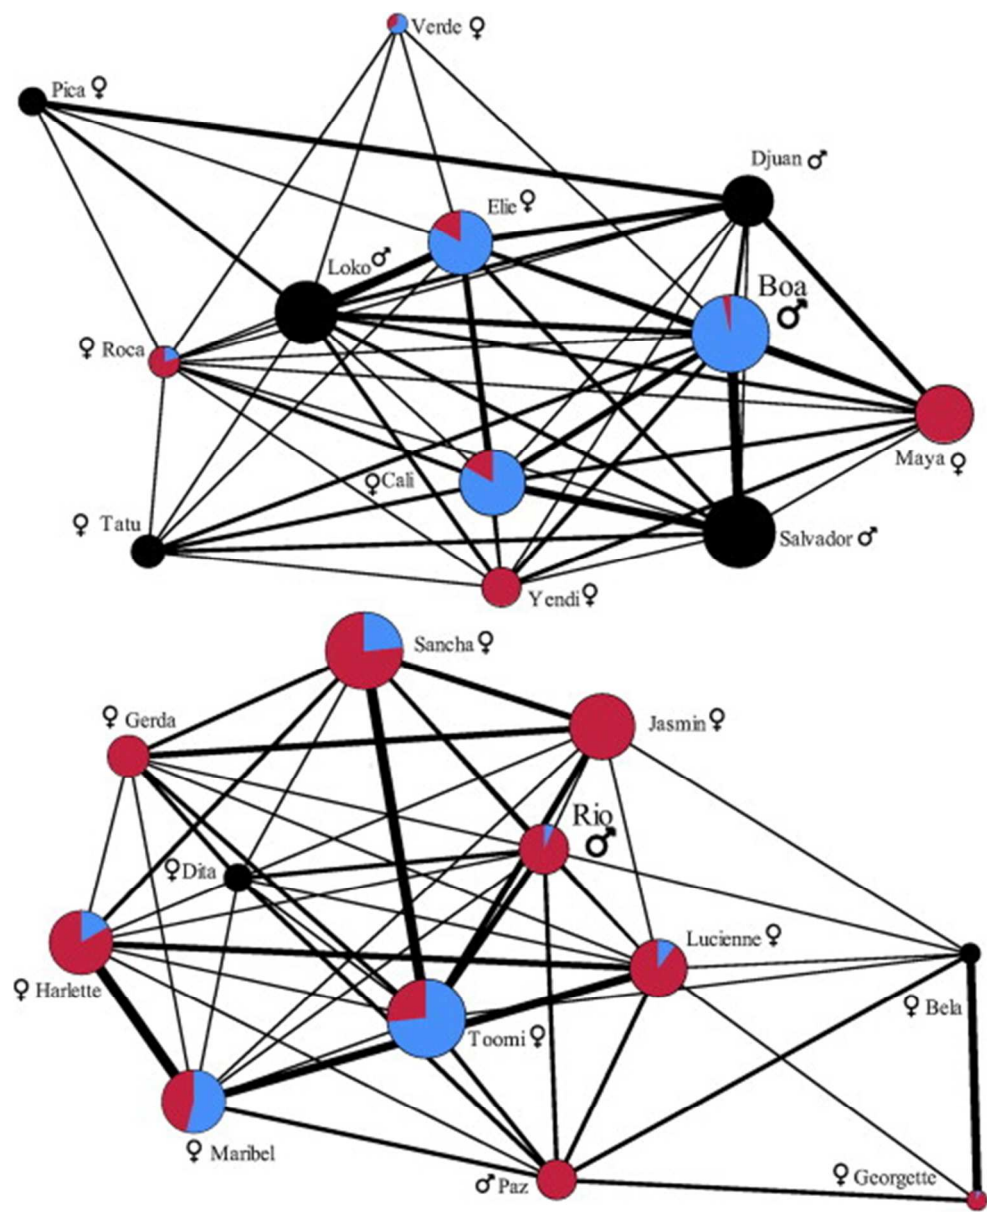 Verde ♀
Pica ♀
Djuan ♂
Elie ♀
Loko ♂
Boa ♂
♀ Roca
Maya ♀
♀ Cali
♀ Tatu
Salvador ♂
Yendi ♀
Sancha ♀
♀ Gerda
Jasmin ♀
Rio ♂
♀ Dita
Lucienne ♀
♀ Harlette
♀ Bela
Toomi ♀
♀ Maribel
♀ Georgette
♂ Paz